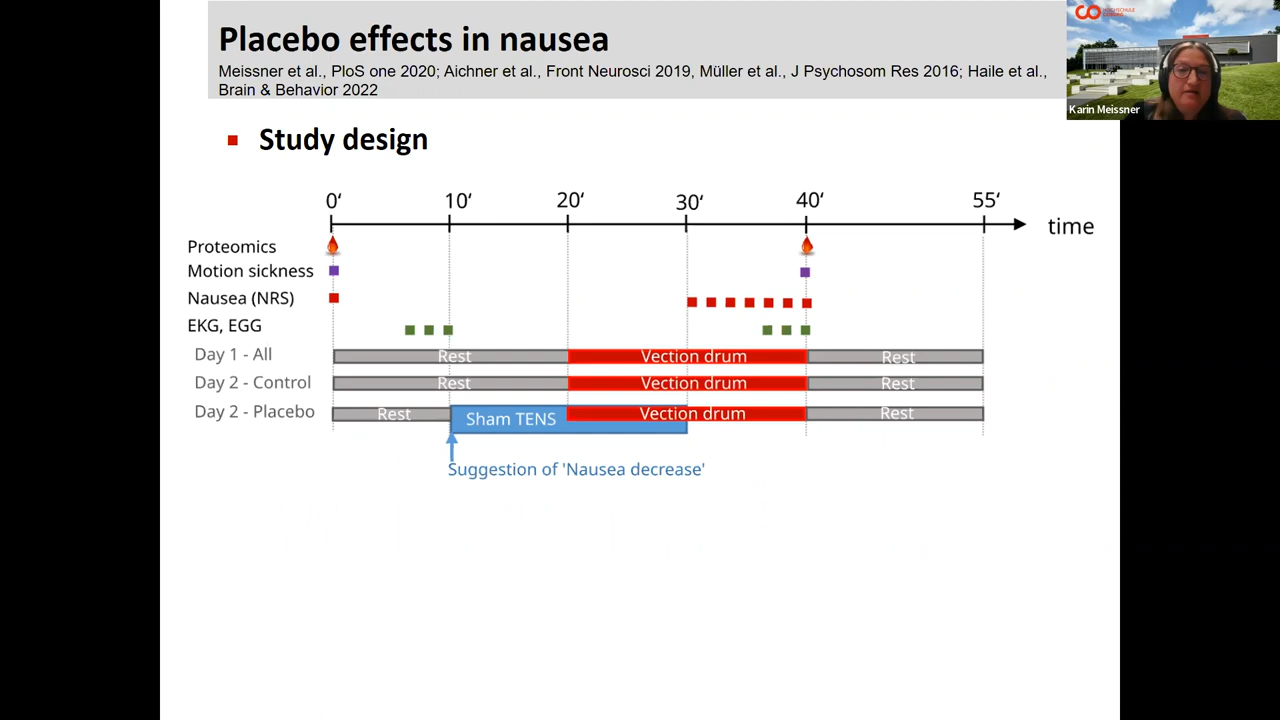 Placebo effects in nausea
Meissner et al., PloS one 2020; Aichner et al., Front Neurosci 2019, Müller et al., J Psychosom Res 2016; Haile et al.,
Brain & Behavior 2022
HOCHSCHULE
Karin Meissner
Study design
0‘ 10‘ 20‘ 30‘ 40‘ 55‘
time
Proteomics
Motion sickness
Nausea (NRS)
EKG, EGG
Day 1 - All Rest Vection drum Rest
Day 2 - Control Rest Vection drum Rest
Day 2 - Placebo Rest Sham TENS Vection drum Rest
Suggestion of 'Nausea decrease'